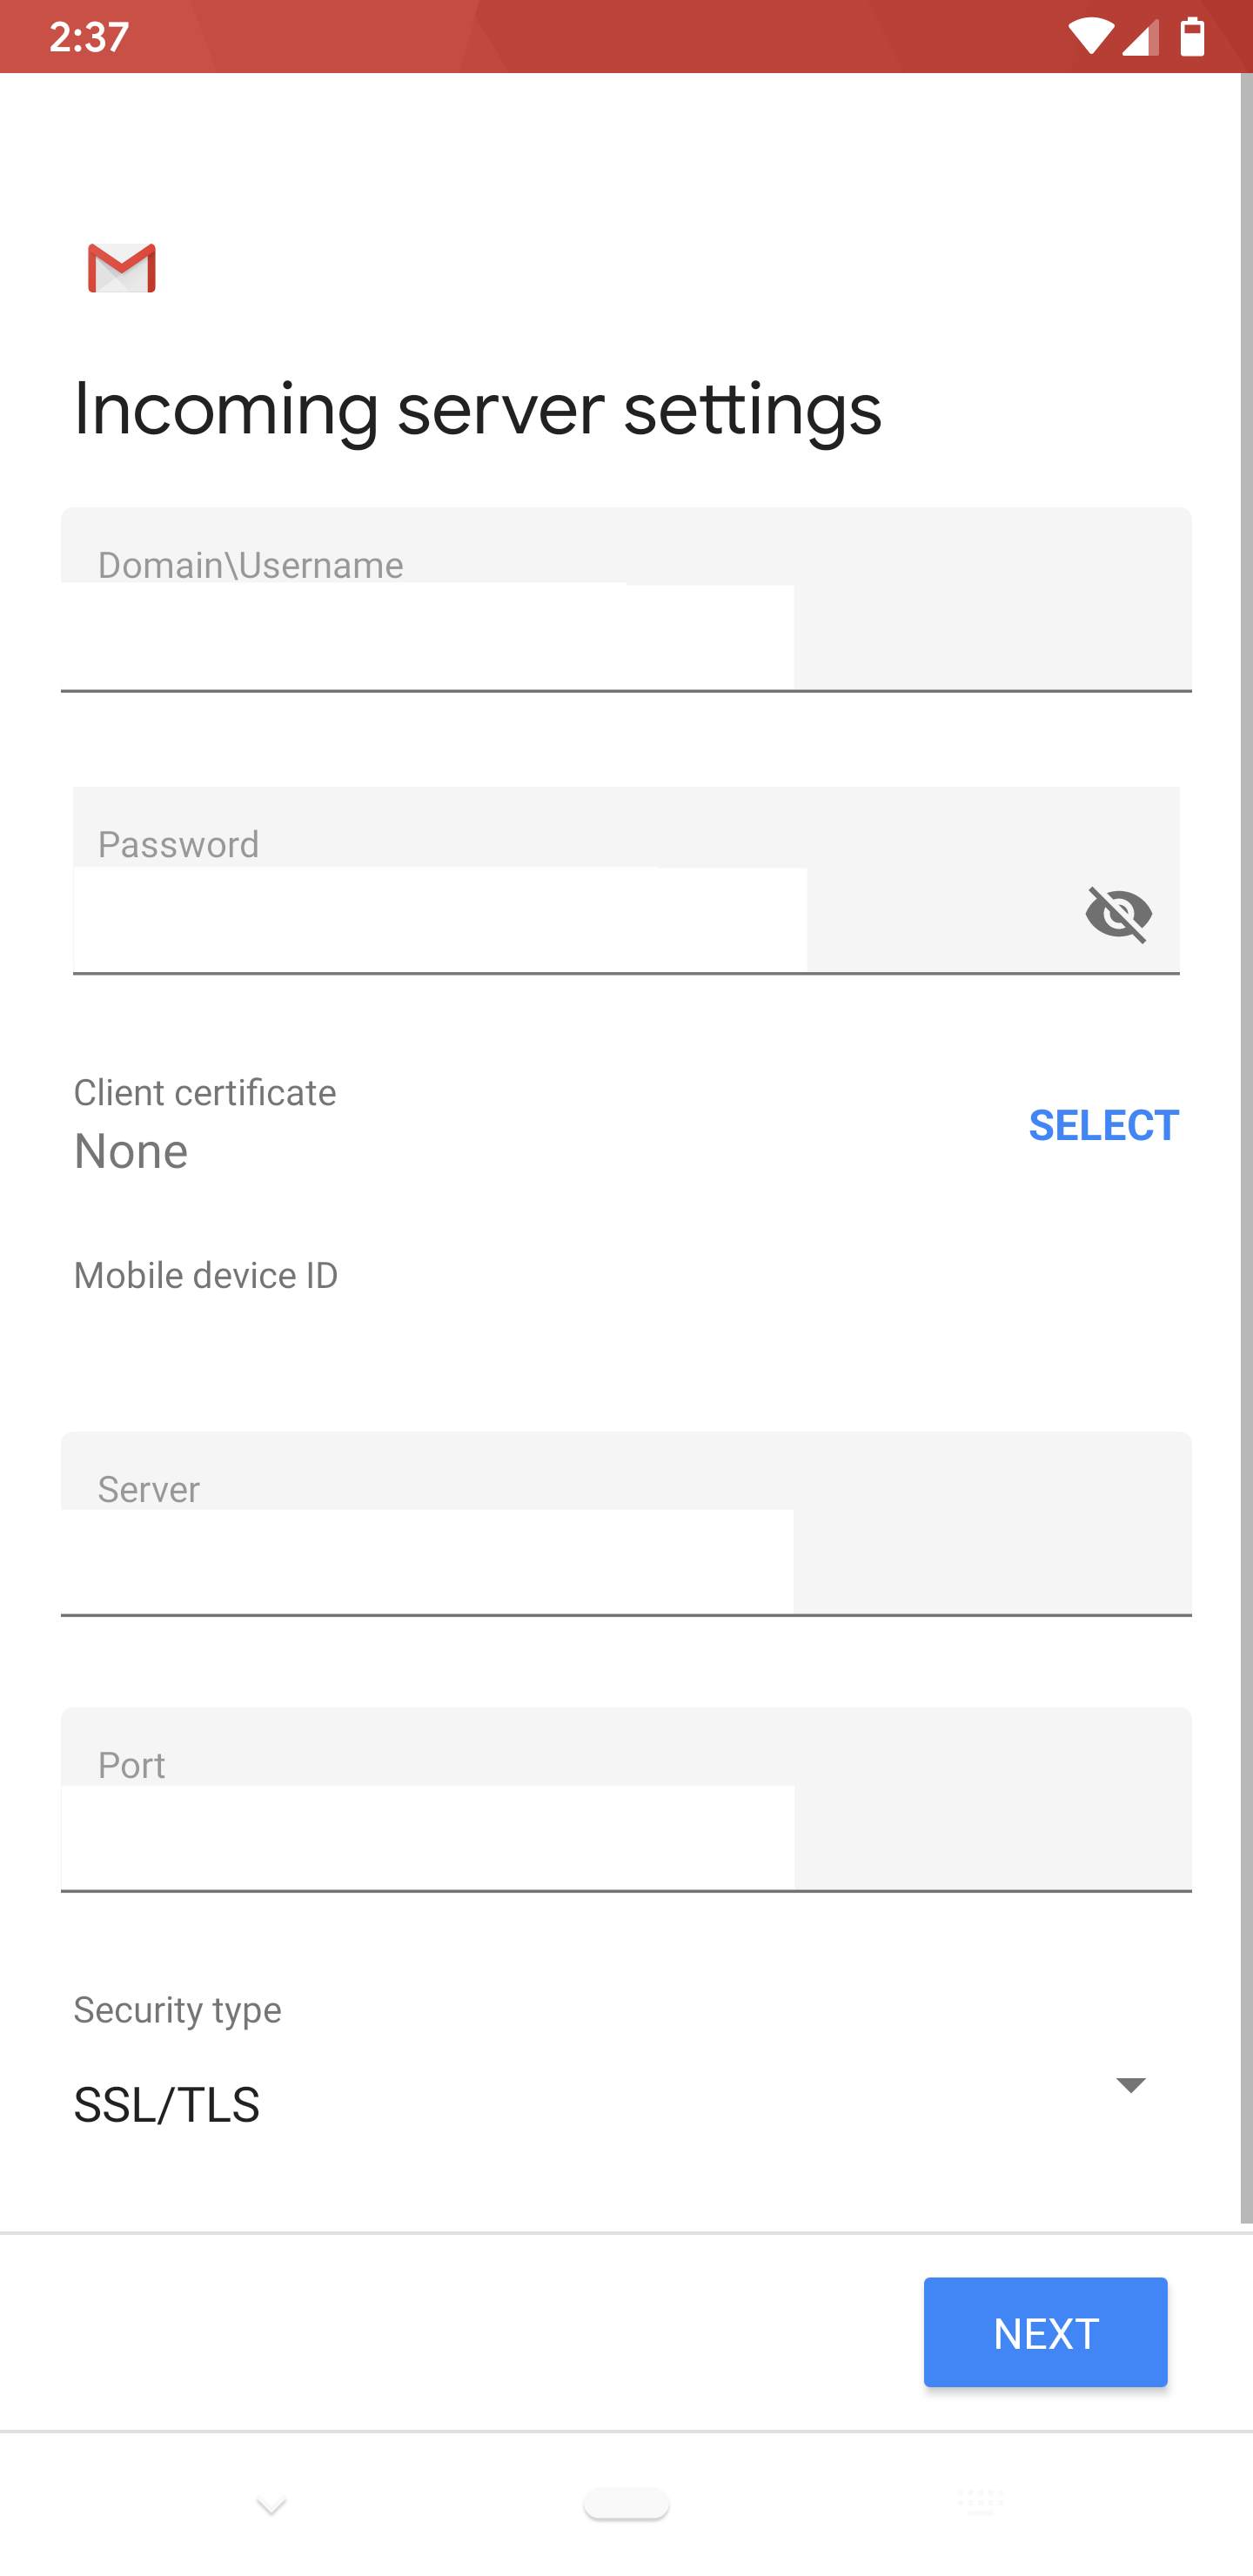 2:37
Incoming server settings
Domain\Username
Password
Client certificate
None
SELECT
Mobile device ID
Server
Port
Security type
SSL/TLS
NEXT